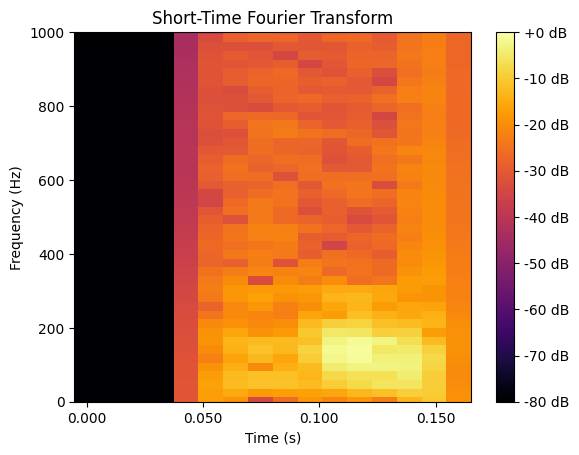 Short-Time Fourier Transform
1000
800
600
400
200
0
Frequency (Hz)
0.000
0.050
0.100
0.150
Time (s)
+0 dB
-10 dB
-20 dB
-30 dB
-40 dB
-50 dB
-60 dB
-70 dB
-80 dB